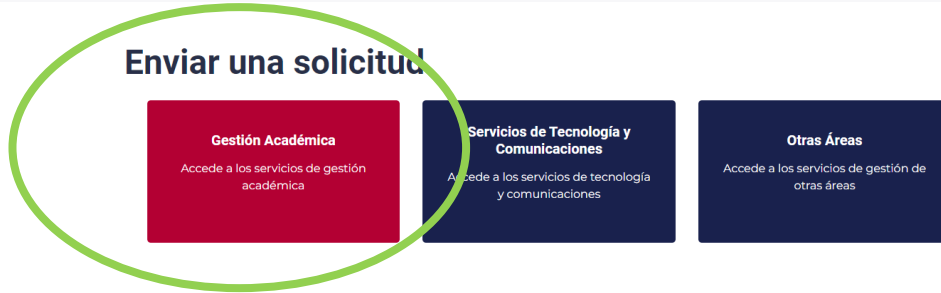 Enviar una solicitud
Gestión Académica
Accede a los servicios de gestión
académica
Servicios de Tecnología y
Comunicaciones
Accede a los servicios de tecnología
y comunicaciones
Otras Áreas
Accede a los servicios de gestión de
otras áreas